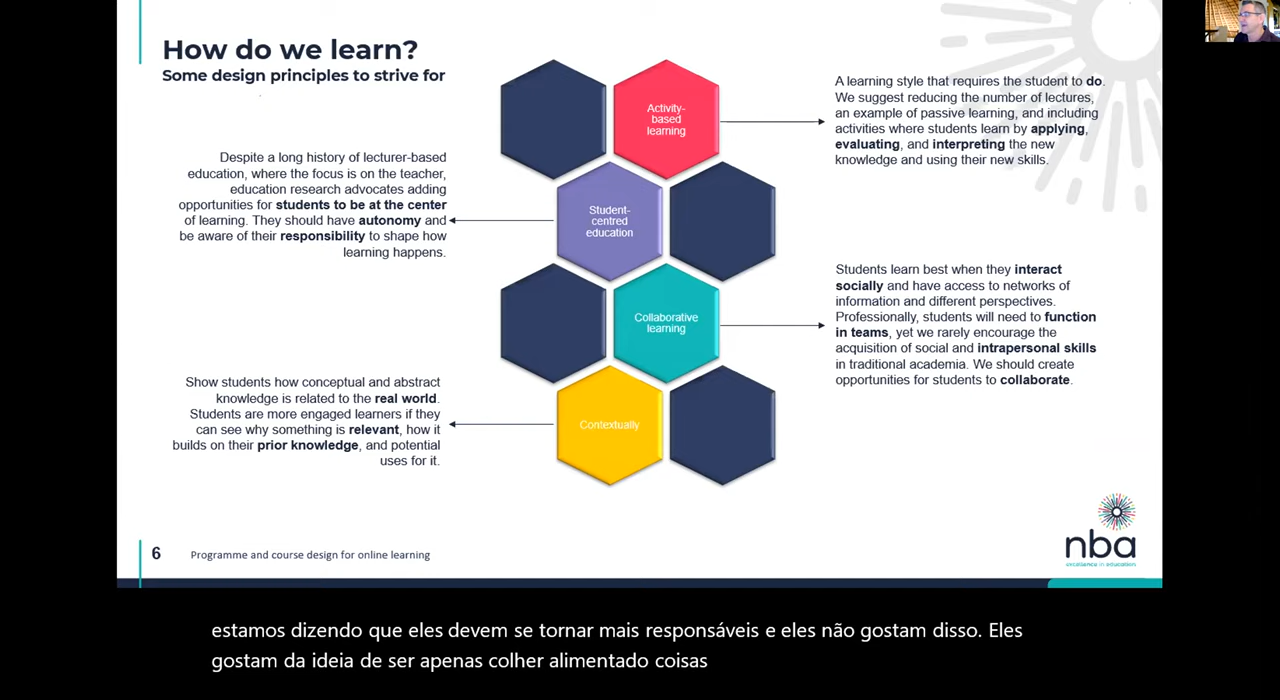 How do we learn?
Some design principles to strive for
Activity-
based
learning
A learning style that requires the student to do.
We suggest reducing the number of lectures,
an example of passive learning, and including
activities where students learn by applying,
evaluating, and interpreting the new
knowledge and using their new skills.
Despite a long history of lecturer-based
education, where the focus is on the teacher,
education research advocates adding
opportunities for students to be at the center
of learning. They should have autonomy and
be aware of their responsibility to shape how
learning happens.
Student-
centred
education
Collaborative
learning
Students learn best when they interact
socially and have access to networks of
information and different perspectives.
Professionally, students will need to function
in teams, yet we rarely encourage the
acquisition of social and intrapersonal skills
in traditional academia. We should create
opportunities for students to collaborate.
Show students how conceptual and abstract
knowledge is related to the real world.
Students are more engaged learners if they
can see why something is relevant, how it
builds on their prior knowledge, and potential
uses for it.
Contextually
nba
excellence in education
6 Programme and course design for online learning
estamos dizendo que eles devem se tornar mais responsáveis e eles não gostam disso. Eles
gostam da ideia de ser apenas colher alimentado coisas